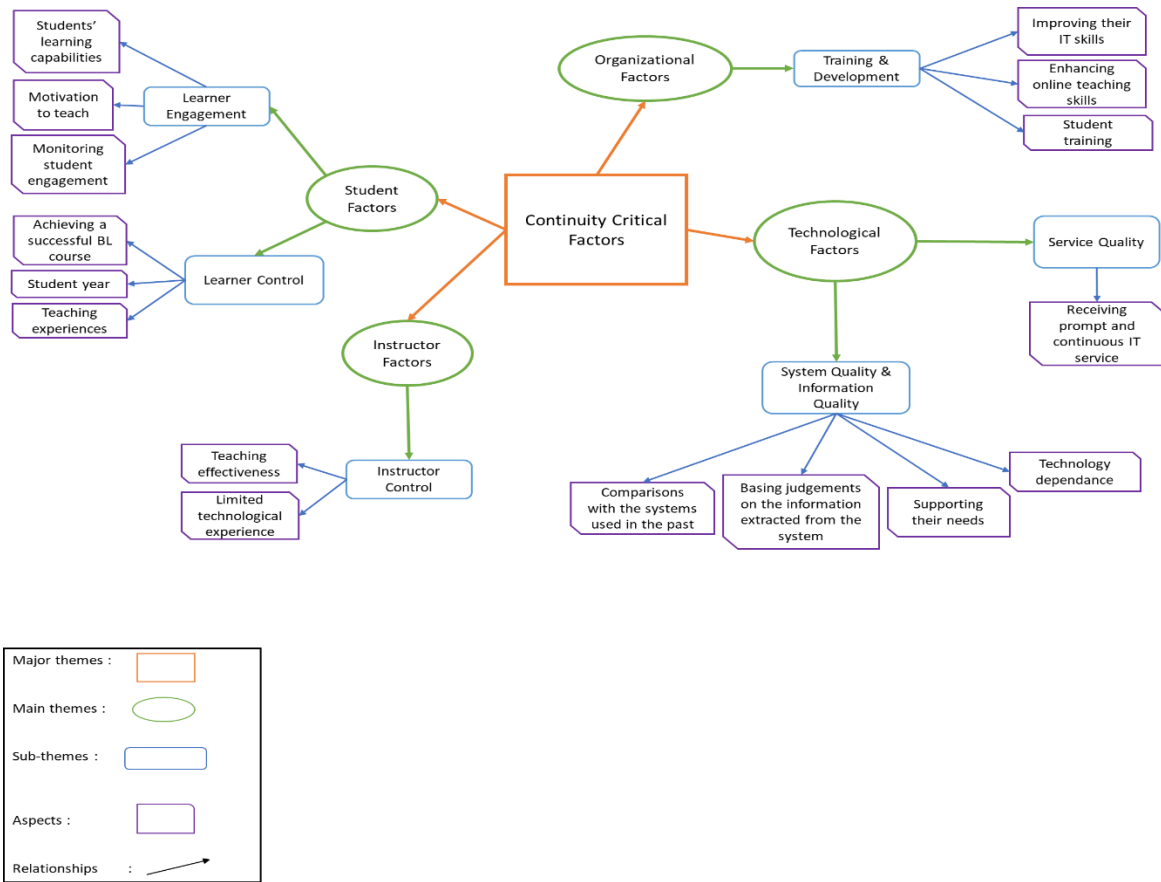 Students'
learning
capabilities
Motivation
to teach
Monitoring
student
engagement
Learner
Engagement
Organizational
Factors
Training &
Development
Improving their
IT skills
Enhancing
online teaching
skills
Student
training
Student
Factors
Continuity Critical
Factors
Achieving a
successful BL
course
Student year
Teaching
experiences
Learner Control
Technological
Factors
Service Quality
Receiving
prompt and
continuous IT
service
Instructor
Factors
System Quality &
Information
Quality
Teaching
effectiveness
Limited
technological
experience
Instructor
Control
Comparisons
with the systems
used in the past
Basing judgements
on the information
extracted from the
system
Supporting
their needs
Technology
dependance
Major themes :
Main themes :
Sub-themes :
Aspects :
Relationships :